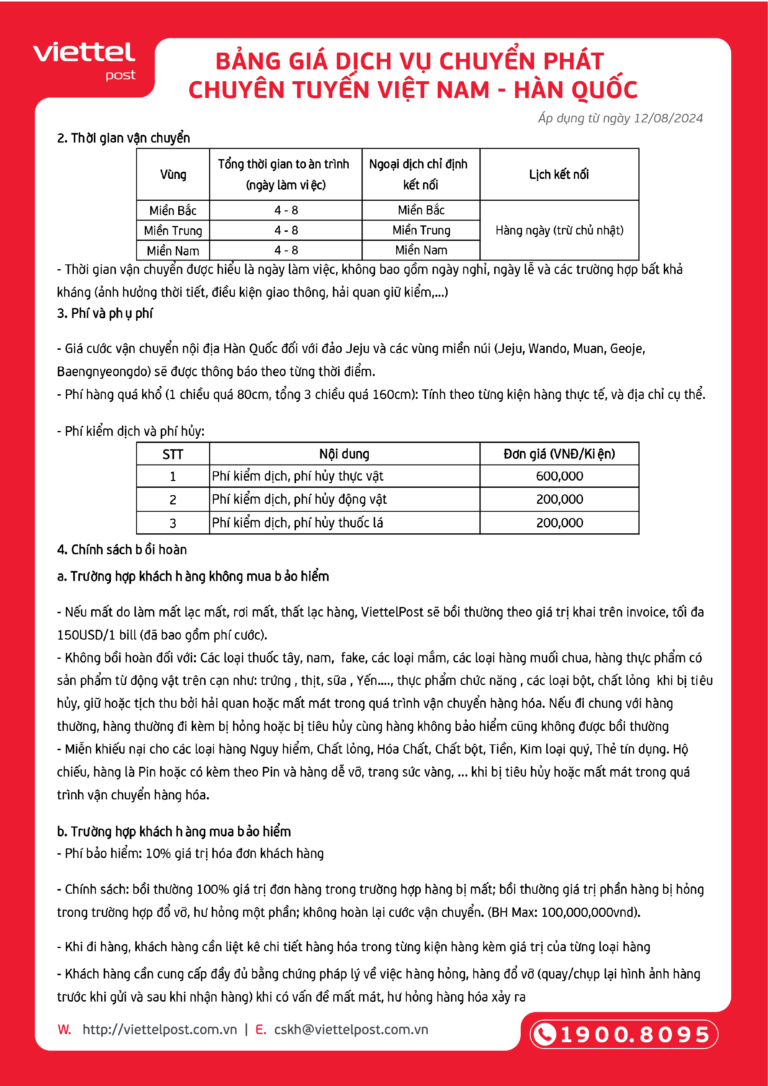 viettel
post
BẢNG GIÁ DỊCH VỤ CHUYỂN PHÁT
CHUYÊN TUYẾN VIỆT NAM - HÀN QUỐC
Áp dụng từ ngày 12/08/2024
2. Thời gian vận chuyển
Vùng
Tổng thời gian toàn trình
(ngày làm việc)
Ngoại dịch chỉ định
kết nối
Lịch kết nối
Miền Bắc 4 - 8 Miền Bắc
Miền Trung 4 - 8 Miền Trung Hàng ngày (trừ chủ nhật)
Miền Nam 4 - 8 Miền Nam
- Thời gian vận chuyển được hiểu là ngày làm việc, không bao gồm ngày nghỉ, ngày lễ và các trường hợp bất khả
kháng (ảnh hưởng thời tiết, điều kiện giao thông, hải quan giữ kiểm,...)
3. Phí và phụ phí
- Giá cước vận chuyển nội địa Hàn Quốc đối với đảo Jeju và các vùng miền núi (Jeju, Wando, Muan, Geoje,
Baengnyeongdo) sẽ được thông báo theo từng thời điểm.
- Phí hàng quá khổ (1 chiều quá 80cm, tổng 3 chiều quá 160cm): Tính theo từng kiện hàng thực tế, và địa chỉ cụ thể.
- Phí kiểm dịch và phí hủy:
STT Nội dung Đơn giá (VNĐ/Kiện)
1 Phí kiểm dịch, phí hủy thực vật 600,000
2 Phí kiểm dịch, phí hủy động vật 200,000
3 Phí kiểm dịch, phí hủy thuốc lá 200,000
4. Chính sách bồi hoàn
a. Trường hợp khách hàng không mua bảo hiểm
- Nếu mất do làm mất lạc mất, rơi mất, thất lạc hàng, ViettelPost sẽ bồi thường theo giá trị khai trên invoice, tối đa
150USD/1 bill (đã bao gồm phí cước).
- Không bồi hoàn đối với: Các loại thuốc tây, nam, fake, các loại mắm, các loại hàng muối chua, hàng thực phẩm có
sản phẩm từ động vật trên cạn như: trứng , thịt, sữa , Yến...., thực phẩm chức năng , các loại bột, chất lỏng khi bị tiêu
hủy, giữ hoặc tịch thu bởi hải quan hoặc mất mát trong quá trình vận chuyển hàng hóa. Nếu đi chung với hàng
thường, hàng thường đi kèm bị hỏng hoặc bị tiêu hủy cùng hàng không bảo hiểm cũng không được bồi thường
- Miễn khiếu nại cho các loại hàng Nguy hiểm, Chất lỏng, Hóa Chất, Chất bột, Tiền, Kim loại quý, Thẻ tín dụng. Hộ
chiếu, hàng là Pin hoặc có kèm theo Pin và hàng dễ vỡ, trang sức vàng, ... khi bị tiêu hủy hoặc mất mát trong quá
trình vận chuyển hàng hóa.
b. Trường hợp khách hàng mua bảo hiểm
- Phí bảo hiểm: 10% giá trị hóa đơn khách hàng
- Chính sách: bồi thường 100% giá trị đơn hàng trong trường hợp hàng bị mất; bồi thường giá trị phần hàng bị hỏng
trong trường hợp đổ vỡ, hư hỏng một phần; không hoàn lại cước vận chuyển. (BH Max: 100,000,000vnd).
- Khi đi hàng, khách hàng cần liệt kê chi tiết hàng hóa trong từng kiện hàng kèm giá trị của từng loại hàng
- Khách hàng cần cung cấp đầy đủ bằng chứng pháp lý về việc hàng hỏng, hàng đổ vỡ (quay/chụp lại hình ảnh hàng
trước khi gửi và sau khi nhận hàng) khi có vấn đề mất mát, hư hỏng hàng hóa xảy ra
W. http://viettelpost.com.vn | E. cskh@viettelpost.com.vn
1900.8095